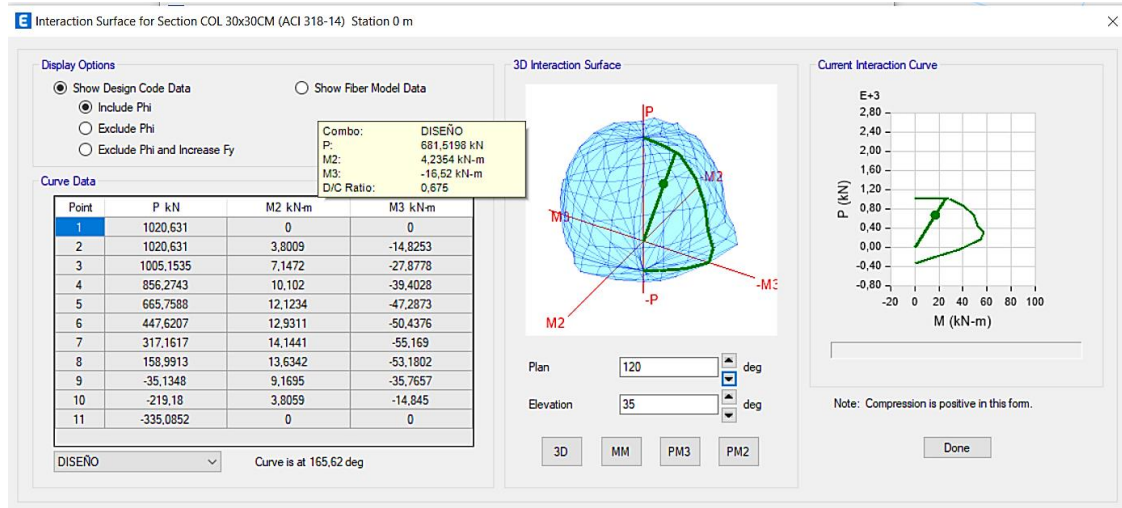 E Interaction Surface for Section COL 30x30CM (ACI 318-14) Station 0 m
Display Options
Show Design Code Data
Show Fiber Model Data
Include Phi
Exclude Phi
Exclude Phi and Increase Fy
Combo: DISEÑO
P: 681,5198 kN
M2: 4,2354 kN-m
M3: -16,52 kN-m
D/C Ratio: 0,675
Curve Data
Point P kN M2 kN-m M3 kN-m
1 1020,631 0 0
2 1020,631 3,8009 -14,8253
3 1005,1535 7,1472 -27,8778
4 856,2743 10,102 -39,4028
5 665,7588 12,1234 -47,2873
6 447,6207 12,9311 -50,4376
7 317,1617 14,1441 -55,169
8 158,9913 13,6342 -53,1802
9 -35,1348 9,1695 -35,7657
10 -219,18 3,8059 -14,845
11 -335,0852 0 0
DISEÑO
Curve is at 165,62 deg
3D Interaction Surface
P
-M2
M3
-M3
-P
M2
Plan 120 deg
Elevation 35 deg
3D MM PM3 PM2
Current Interaction Curve
E+3
2,80
2,40
1,60
1,20
0,80
0,40
0,00
-0,40
-0,80
P (kN)
-20 0 20 40 60 80 100
M (kN-m)
Note: Compression is positive in this form.
Done